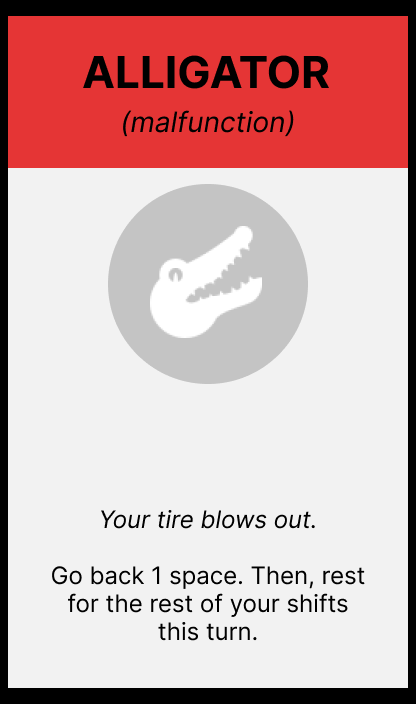 ALLIGATOR
(malfunction)
Your tire blows out.
Go back 1 space. Then, rest
for the rest of your shifts
this turn.